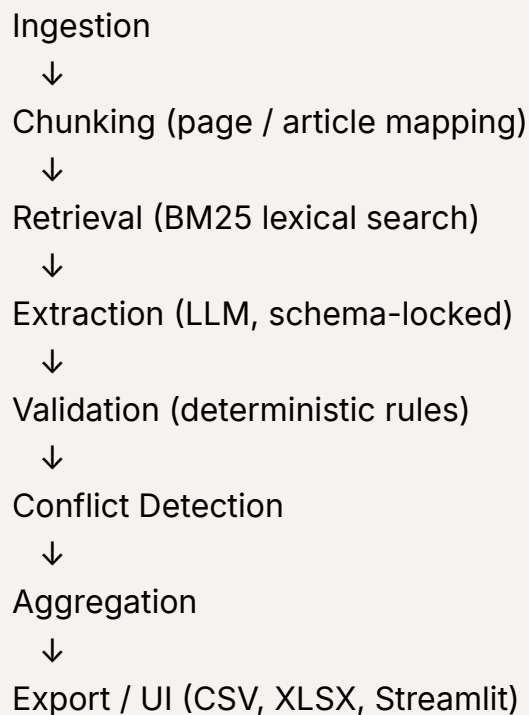 Ingestion
↓
Chunking (page / article mapping)
↓
Retrieval (BM25 lexical search)
↓
Extraction (LLM, schema-locked)
↓
Validation (deterministic rules)
↓
Conflict Detection
↓
Aggregation
↓
Export / UI (CSV, XLSX, Streamlit)